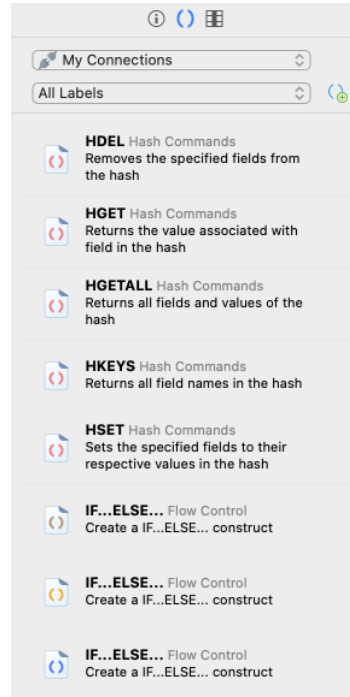 My Connections
All Labels
HDEL Hash Commands
Removes the specified fields from
the hash
HGET Hash Commands
Returns the value associated with
field in the hash
HGETALL Hash Commands
Returns all fields and values of the
hash
HKEYS Hash Commands
Returns all field names in the hash
HSET Hash Commands
Sets the specified fields to their
respective values in the hash
IF...ELSE... Flow Control
Create a IF...ELSE... construct
IF...ELSE... Flow Control
Create a IF...ELSE... construct
IF...ELSE... Flow Control
Create a IF...ELSE... construct